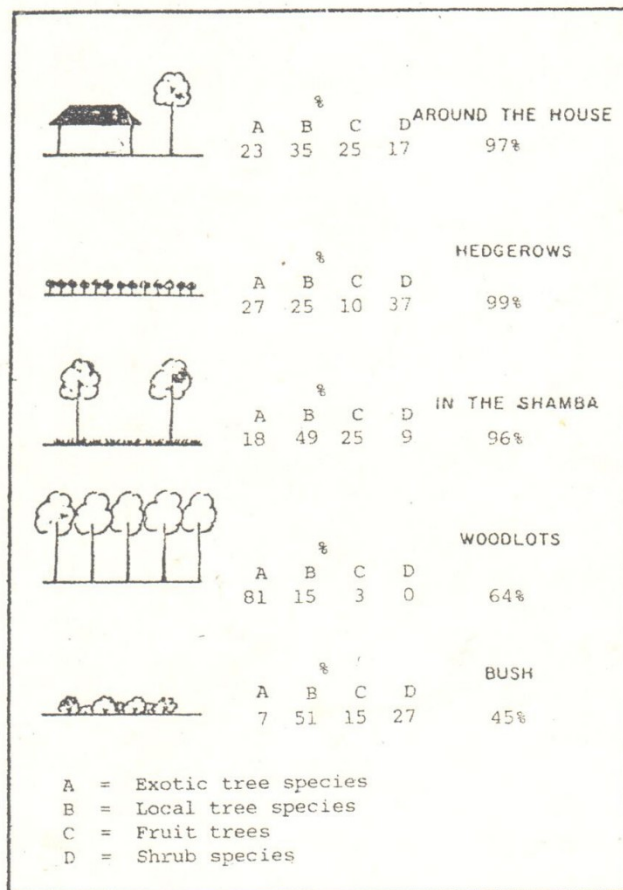 %
A B C D AROUND THE HOUSE
23 35 25 17 97%
HEDGEROWS
%
A B C D
27 25 10 37 99%
%
A B C D IN THE SHAMBA
18 49 25 9 96%
WOODLOTS
%
A B C D
81 15 3 0 64%
BUSH
%
A B C D
7 51 15 27 45%
A = Exotic tree species
B = Local tree species
C = Fruit trees
D = Shrub species